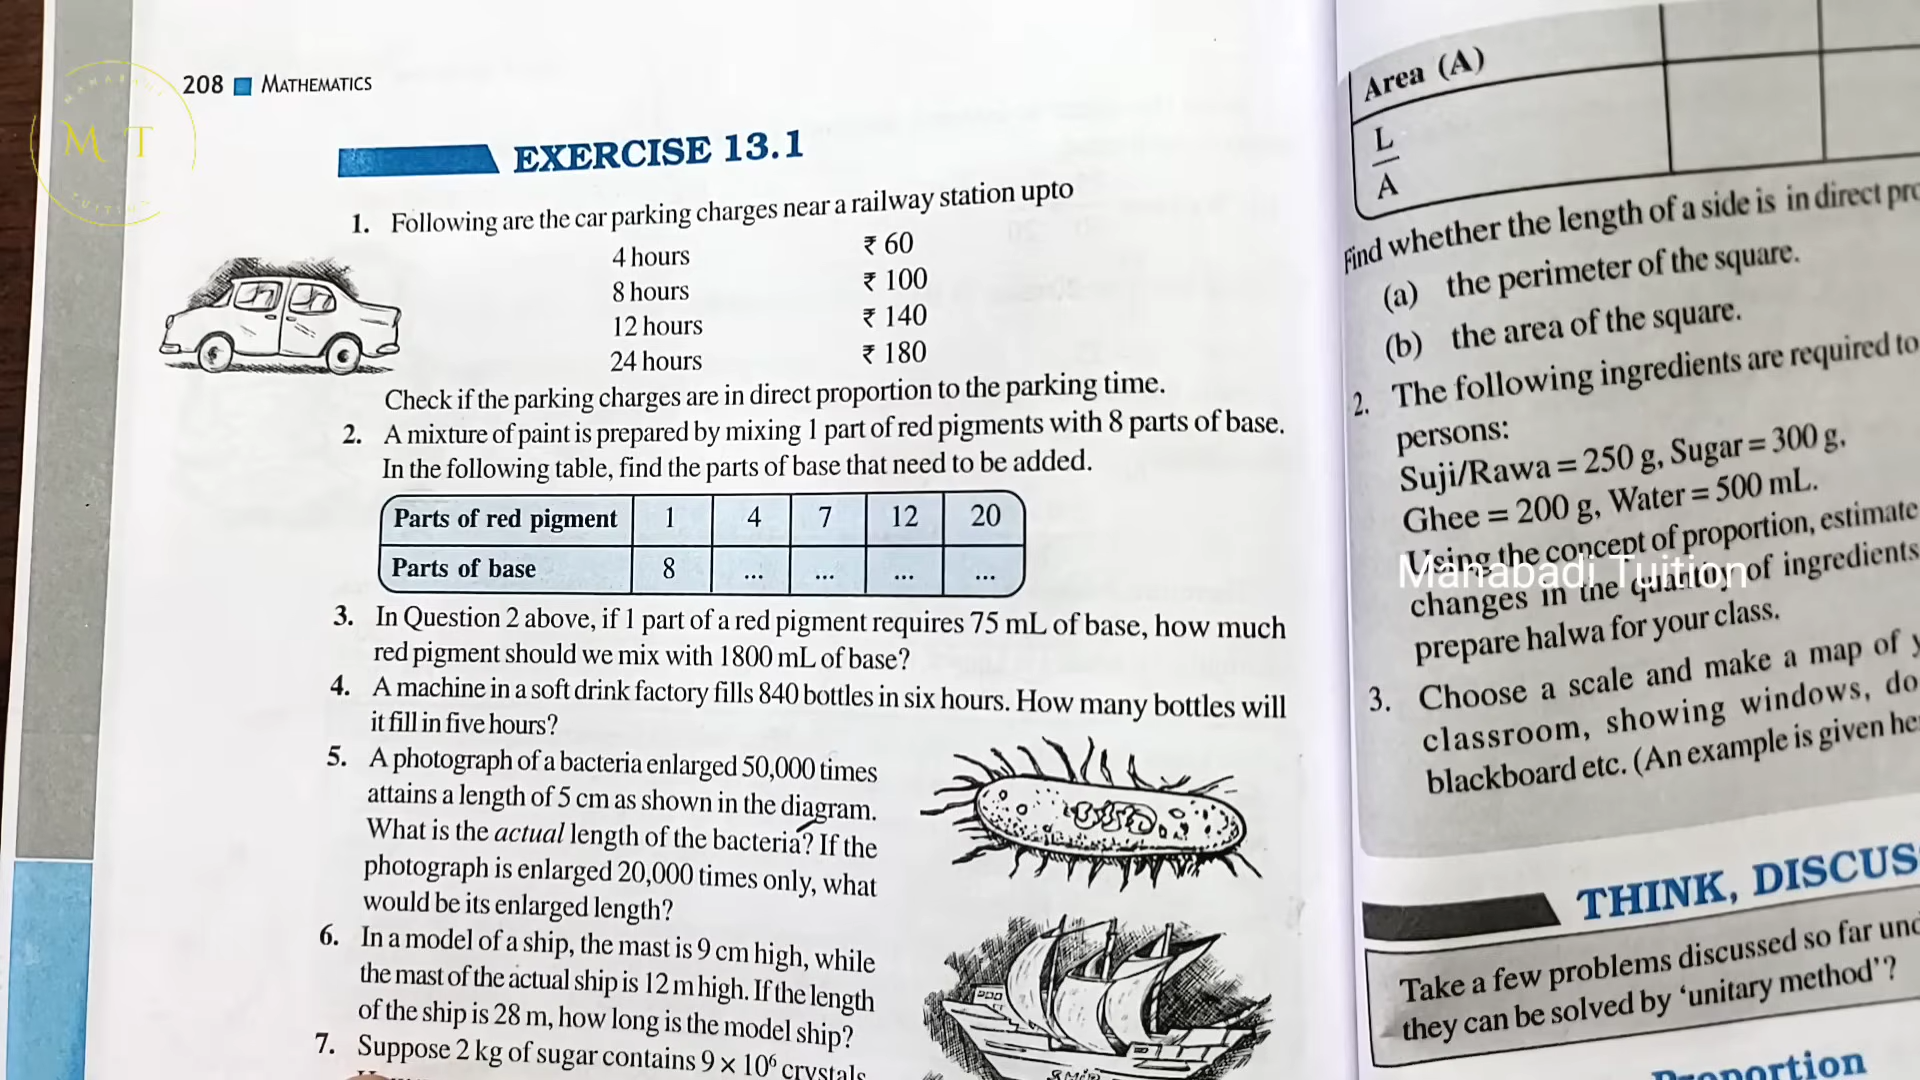 208 MATHEMATICS
MANABADI
M T
TUITION
EXERCISE 13.1
1. Following are the car parking charges near a railway station upto
4 hours ₹ 60
8 hours ₹ 100
12 hours ₹ 140
24 hours ₹ 180
Check if the parking charges are in direct proportion to the parking time.
2. A mixture of paint is prepared by mixing 1 part of red pigments with 8 parts of base.
In the following table, find the parts of base that need to be added.
Parts of red pigment 1 4 7 12 20
Parts of base 8 ... ... ... ...
3. In Question 2 above, if 1 part of a red pigment requires 75 mL of base, how much
red pigment should we mix with 1800 mL of base?
4. A machine in a soft drink factory fills 840 bottles in six hours. How many bottles will
it fill in five hours?
5. A photograph of a bacteria enlarged 50,000 times
attains a length of 5 cm as shown in the diagram.
What is the actual length of the bacteria? If the
photograph is enlarged 20,000 times only, what
would be its enlarged length?
6. In a model of a ship, the mast is 9 cm high, while
the mast of the actual ship is 12 m high. If the length
of the ship is 28 m, how long is the model ship?
7. Suppose 2 kg of sugar contains 9 × 10⁶ crystals.
Area (A)
L
A
Find whether the length of a side is in direct pro
(a) the perimeter of the square.
(b) the area of the square.
2. The following ingredients are required to
persons:
Suji/Rawa = 250 g, Sugar = 300 g,
Ghee = 200 g, Water = 500 mL.
Using the concept of proportion, estimate
Manabadi Tuition
changes in the quantity of ingredients
prepare halwa for your class.
3. Choose a scale and make a map of y
classroom, showing windows, do
blackboard etc. (An example is given he
THINK, DISCUS
Take a few problems discussed so far und
they can be solved by ‘unitary method’?
Proportion